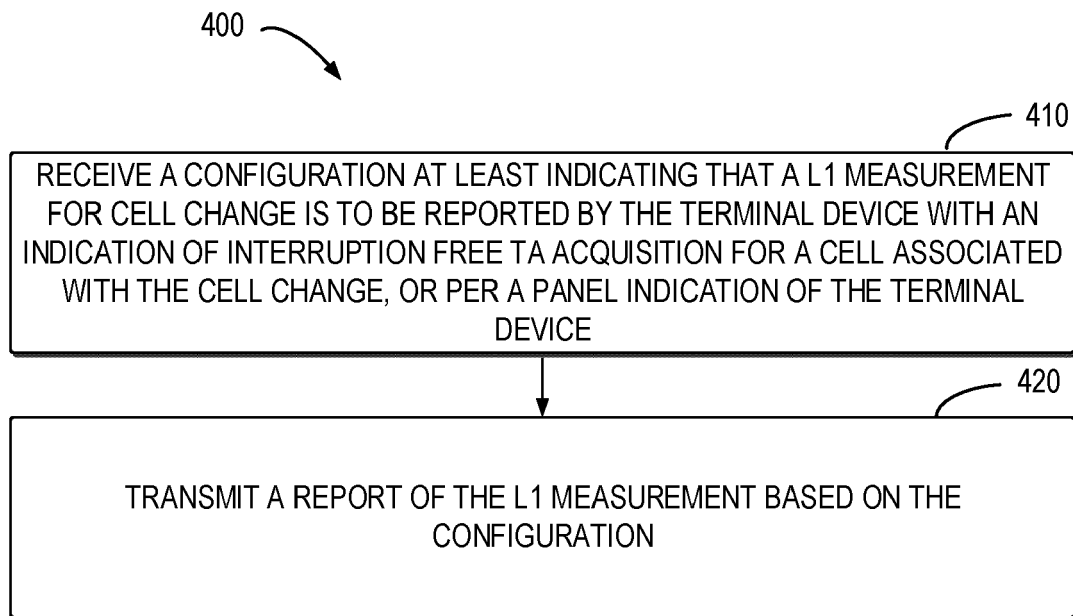 400
410
RECEIVE A CONFIGURATION AT LEAST INDICATING THAT A L1 MEASUREMENT
FOR CELL CHANGE IS TO BE REPORTED BY THE TERMINAL DEVICE WITH AN
INDICATION OF INTERRUPTION FREE TA ACQUISITION FOR A CELL ASSOCIATED
WITH THE CELL CHANGE, OR PER A PANEL INDICATION OF THE TERMINAL
DEVICE
420
TRANSMIT A REPORT OF THE L1 MEASUREMENT BASED ON THE
CONFIGURATION